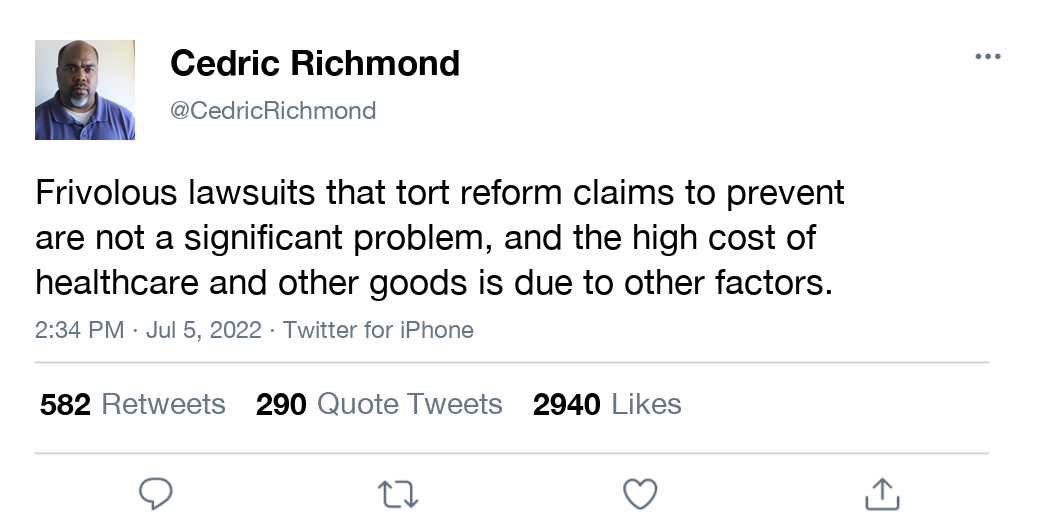 Cedric Richmond
@CedricRichmond
Frivolous lawsuits that tort reform claims to prevent
are not a significant problem, and the high cost of
healthcare and other goods is due to other factors.
2:34 PM · Jul 5, 2022 · Twitter for iPhone
582 Retweets 290 Quote Tweets 2940 Likes